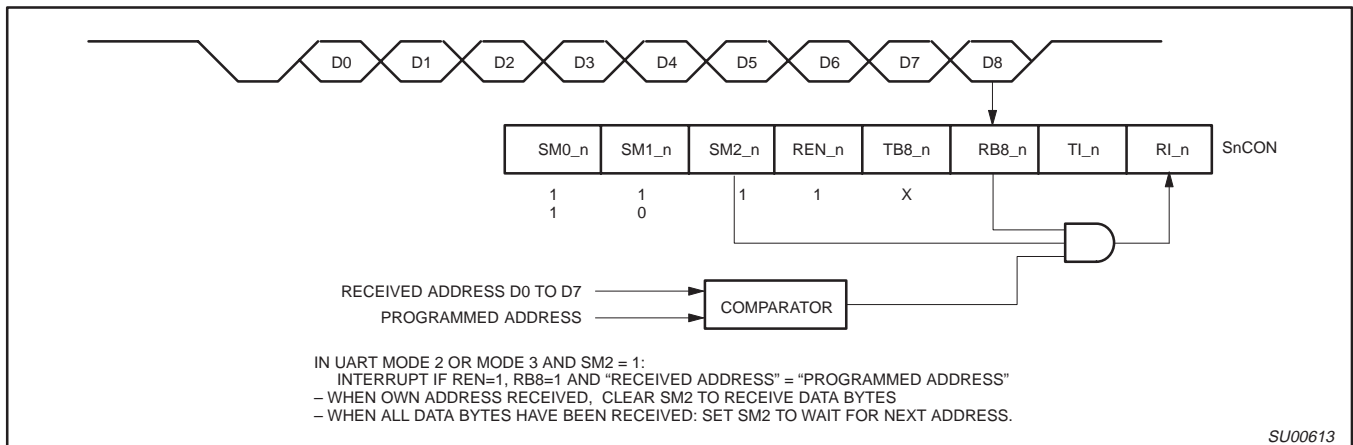 D0 D1 D2 D3 D4 D5 D6 D7 D8
SM0_n SM1_n SM2_n REN_n TB8_n RB8_n TI_n RI_n SnCON
1 1 1 1 X
1 0
RECEIVED ADDRESS D0 TO D7
PROGRAMMED ADDRESS
COMPARATOR
IN UART MODE 2 OR MODE 3 AND SM2 = 1:
INTERRUPT IF REN=1, RB8=1 AND “RECEIVED ADDRESS” = “PROGRAMMED ADDRESS”
– WHEN OWN ADDRESS RECEIVED, CLEAR SM2 TO RECEIVE DATA BYTES
– WHEN ALL DATA BYTES HAVE BEEN RECEIVED: SET SM2 TO WAIT FOR NEXT ADDRESS.
SU00613